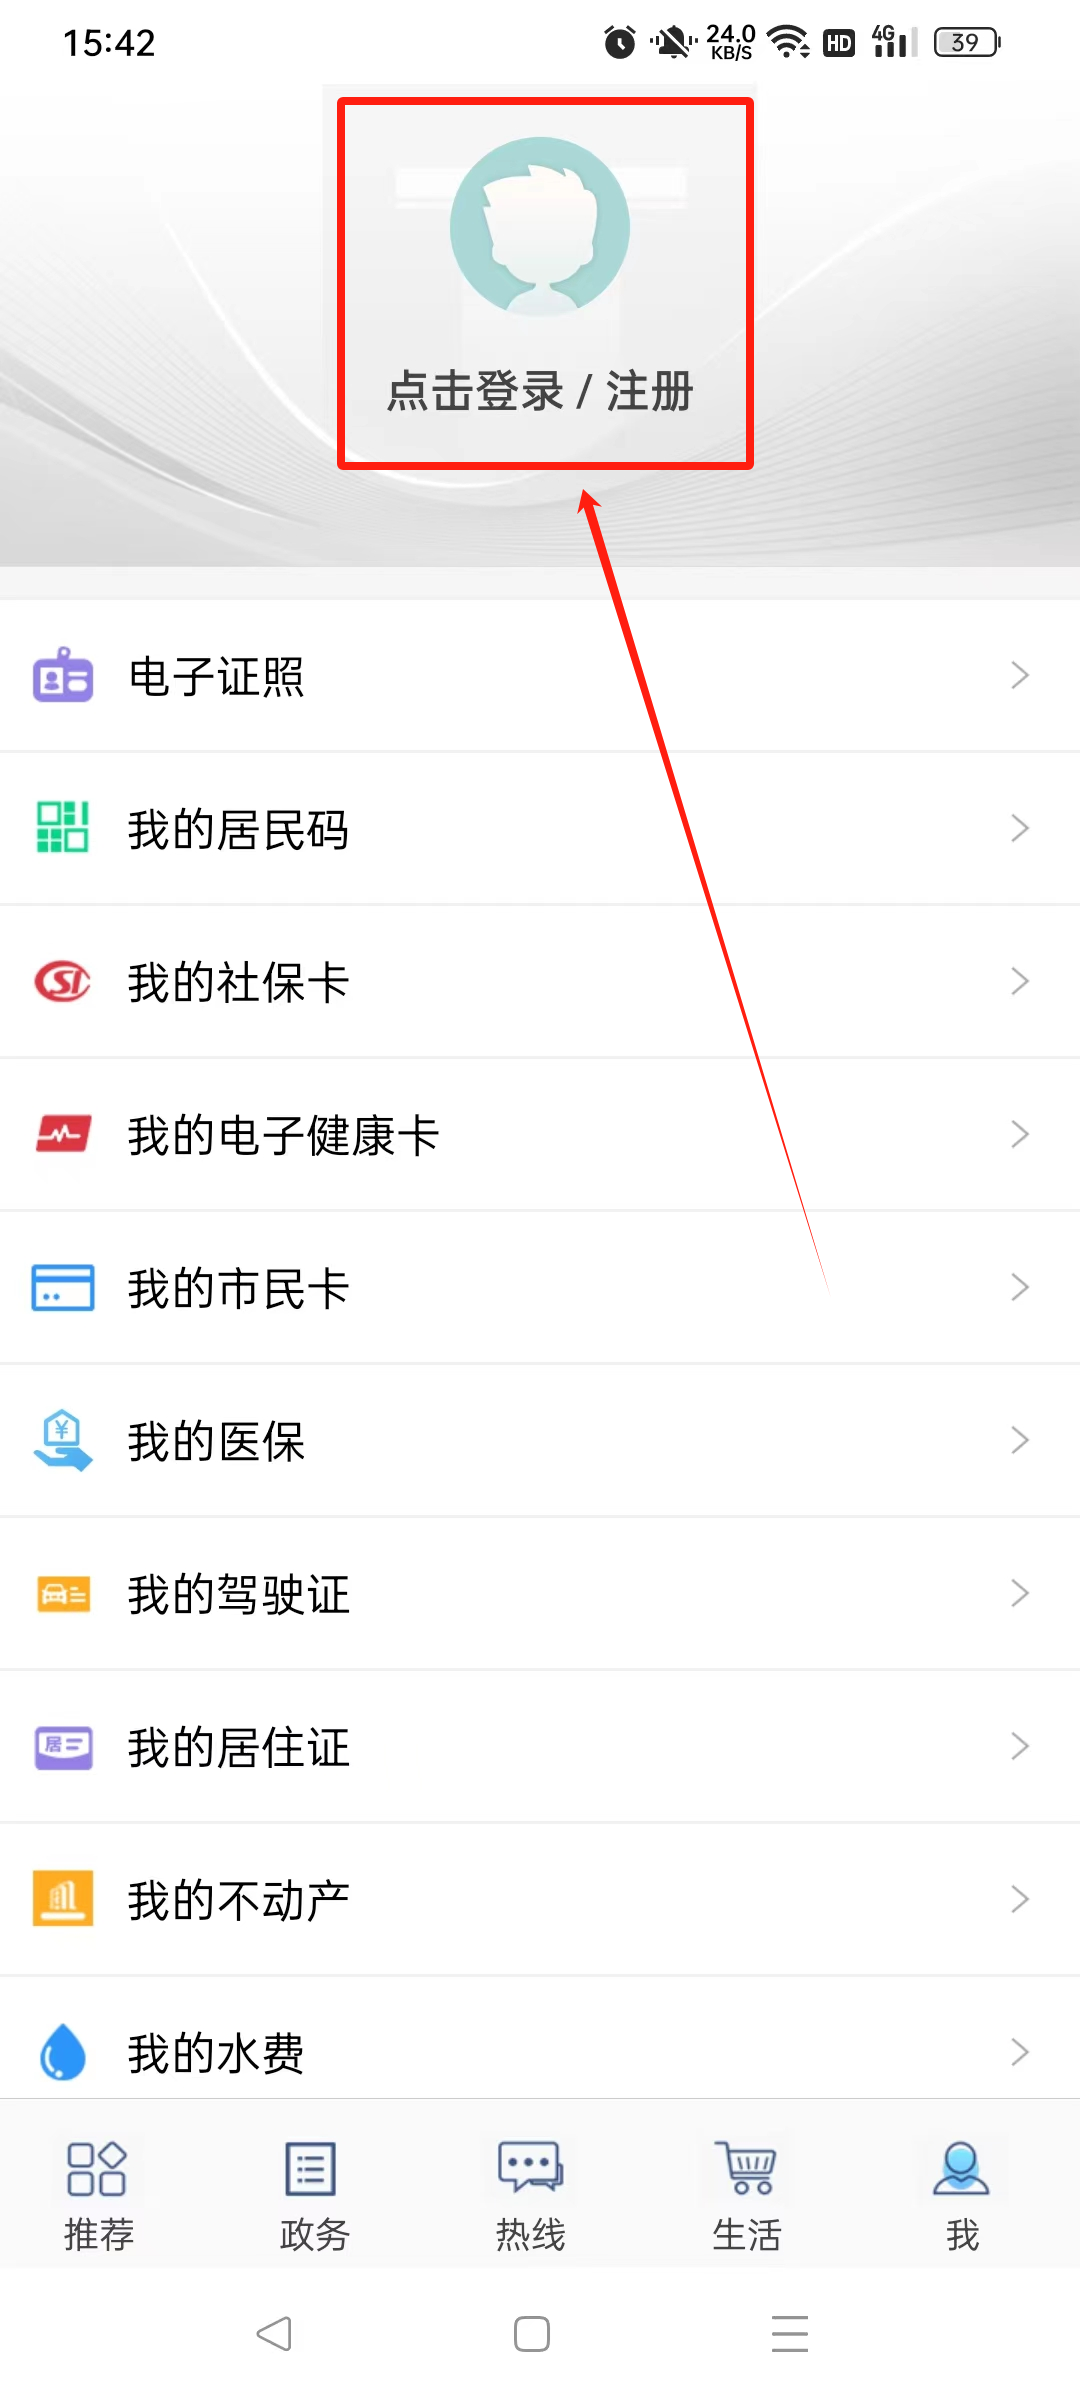 15:42
24.0
KB/S
HD
4G
39
点击登录 / 注册
电子证照
我的居民码
我的社保卡
我的电子健康卡
我的市民卡
我的医保
我的驾驶证
居
我的居住证
我的不动产
我的水费
推荐
政务
热线
生活
我